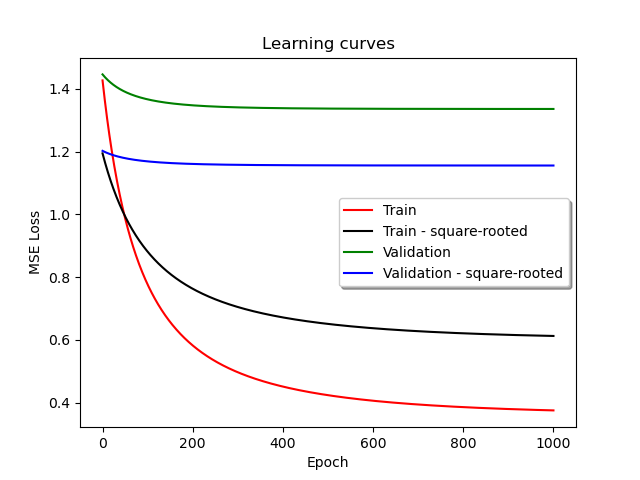 Learning curves
MSE Loss
1.4
1.2
1.0
0.8
0.6
0.4
Train
Train - square-rooted
Validation
Validation - square-rooted
0 200 400 600 800 1000
Epoch